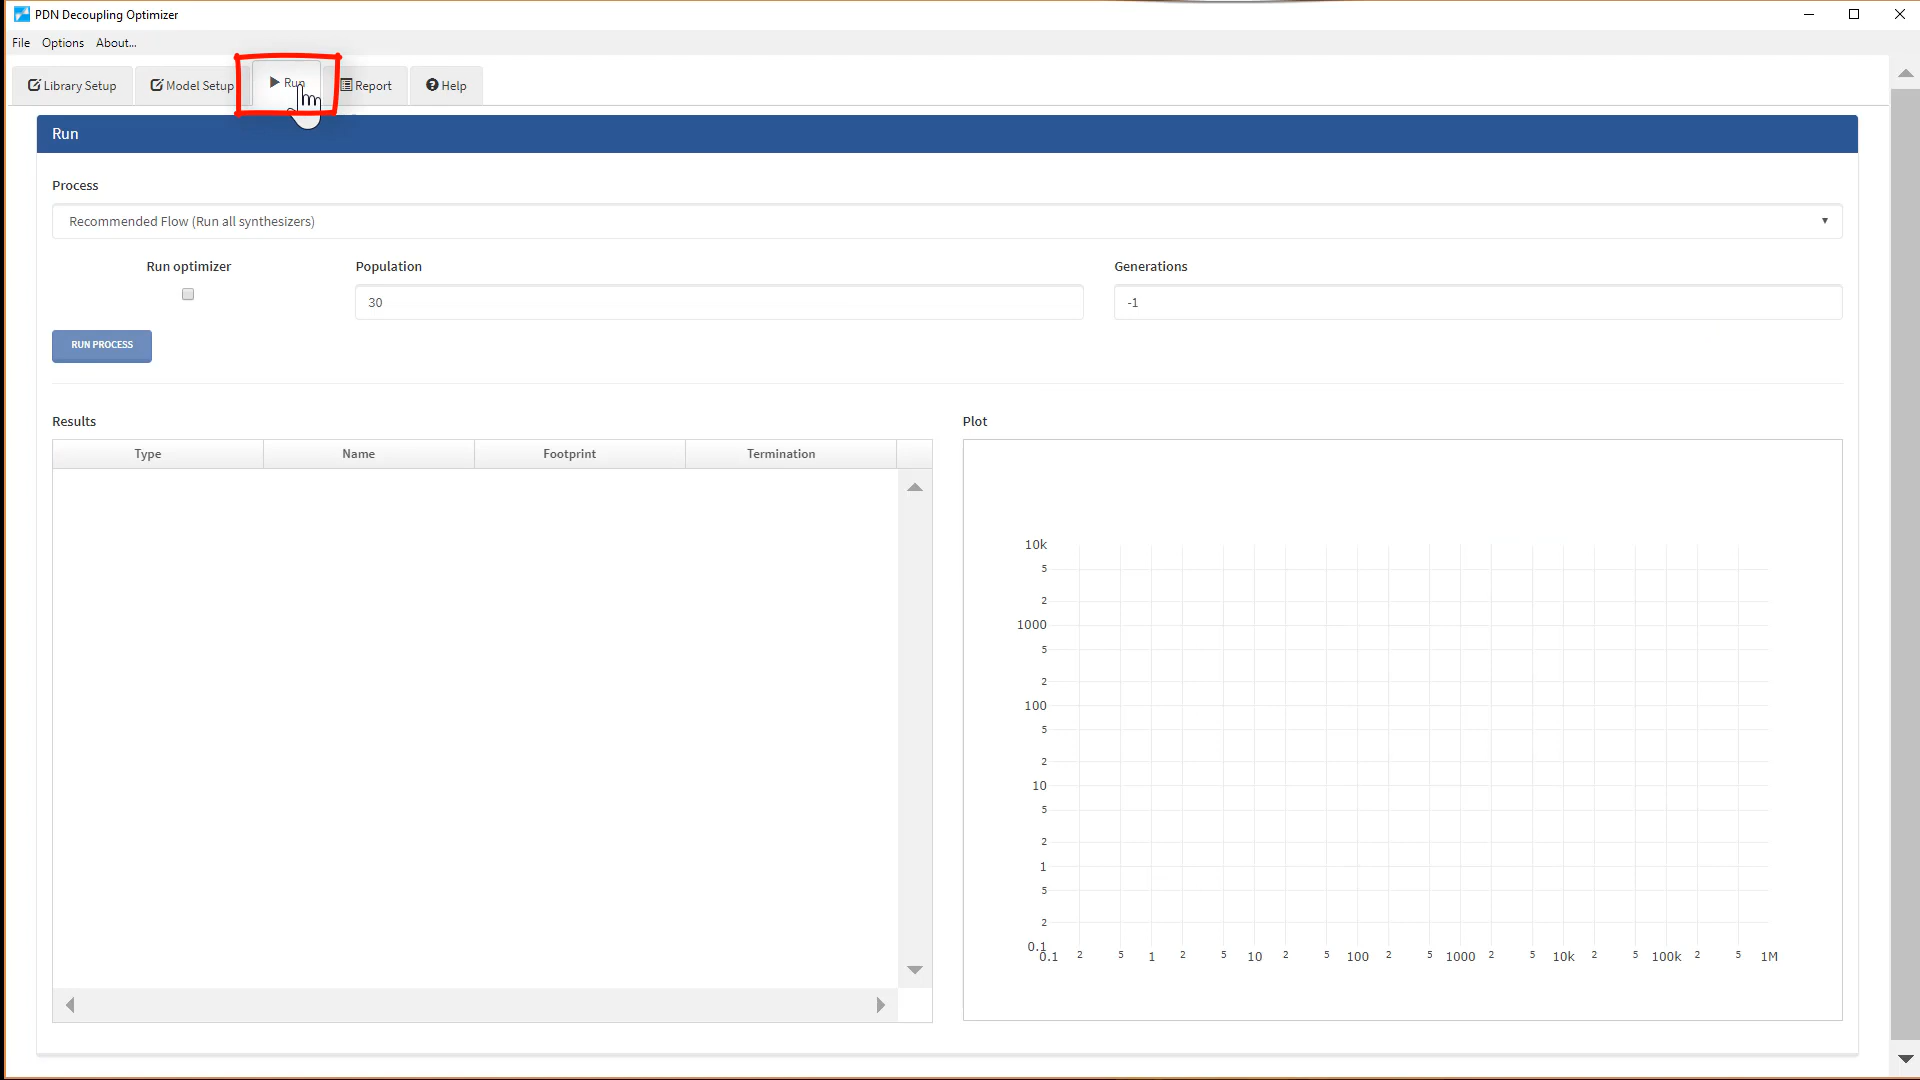 PDN Decoupling Optimizer
File Options About...
Library Setup Model Setup Run Report Help
Run
Process
Recommended Flow (Run all synthesizers)
Run optimizer Population Generations
30 -1
RUN PROCESS
Results Plot
Type Name Footprint Termination
10k
5
2
1000
5
2
100
5
2
10
5
2
1
5
2
0.1
0.1 2 5 1 2 5 10 2 5 100 2 5 1000 2 5 10k 2 5 100k 2 5 1M